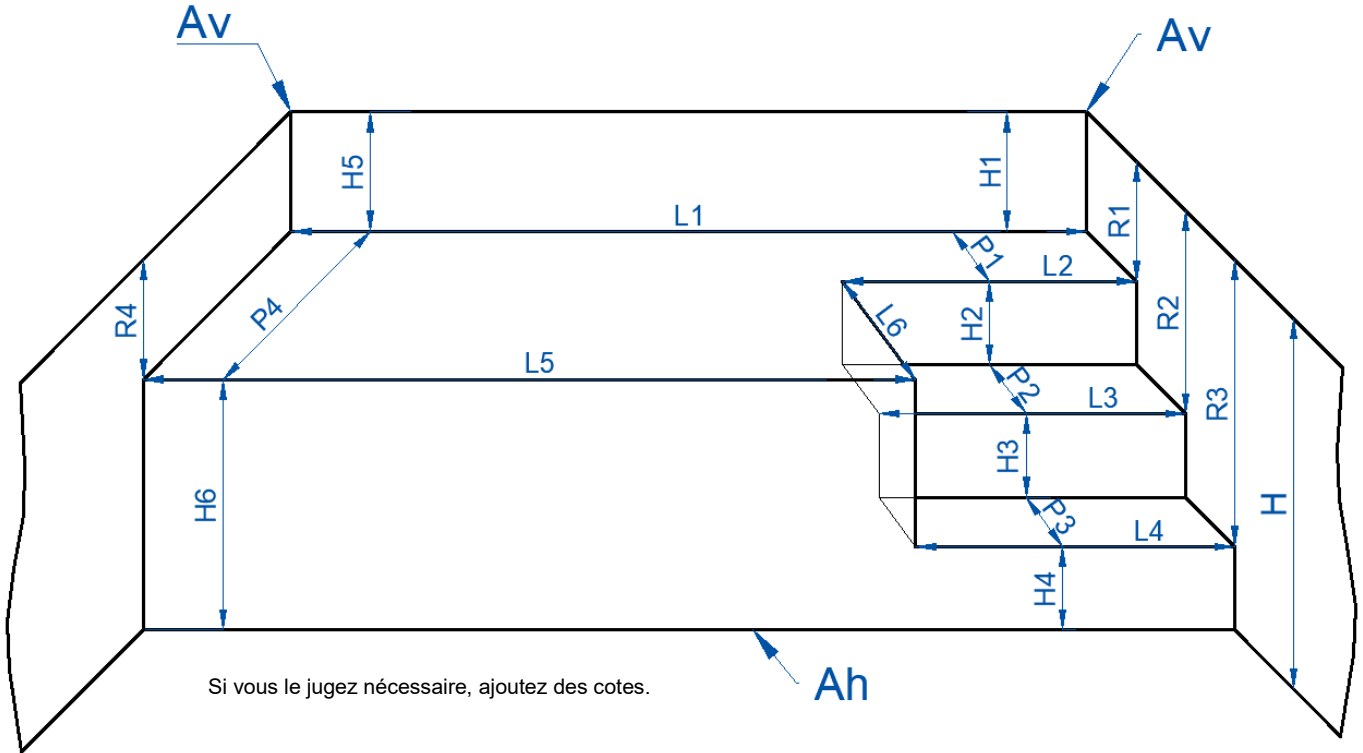 Av
Av
H5
H1
L1
R1
P1
L2
R2
L6
H2
P4
R4
L5
P2
L3
R3
H3
H6
P3
L4
H
H4
Ah
Si vous le jugez nécessaire, ajoutez des cotes.